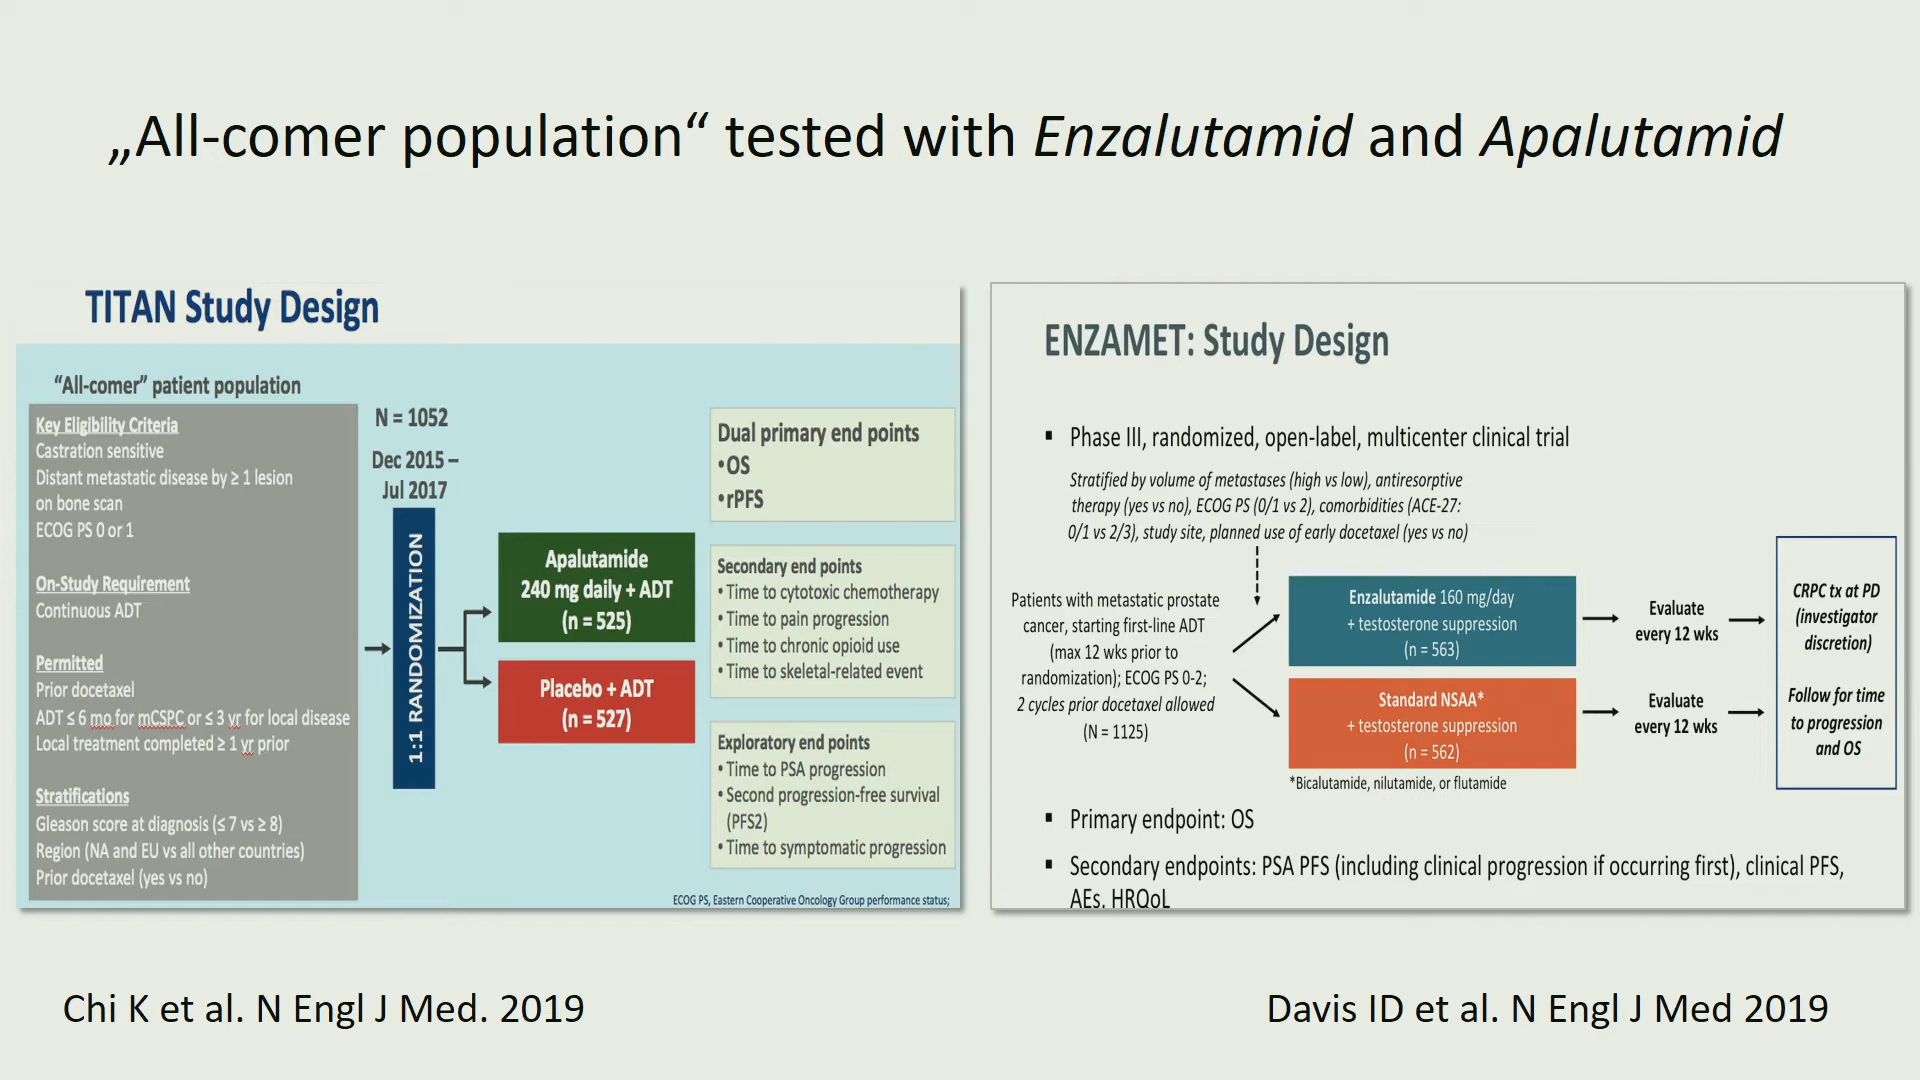 „All-comer population“ tested with Enzalutamid and Apalutamid
TITAN Study Design
“All-comer” patient population
Key Eligibility Criteria
Castration sensitive
Distant metastatic disease by ≥ 1 lesion
on bone scan
ECOG PS 0 or 1
On-Study Requirement
Continuous ADT
Permitted
Prior docetaxel
ADT ≤ 6 mo for mCSPC or ≤ 3 yr for local disease
Local treatment completed ≥ 1 yr prior
Stratifications
Gleason score at diagnosis (≤ 7 vs ≥ 8)
Region (NA and EU vs all other countries)
Prior docetaxel (yes vs no)
N = 1052
Dec 2015 –
Jul 2017
1:1 RANDOMIZATION
Apalutamide
240 mg daily + ADT
(n = 525)
Placebo + ADT
(n = 527)
Dual primary end points
•OS
•rPFS
Secondary end points
• Time to cytotoxic chemotherapy
• Time to pain progression
• Time to chronic opioid use
• Time to skeletal-related event
Exploratory end points
• Time to PSA progression
• Second progression-free survival
(PFS2)
• Time to symptomatic progression
ECOG PS, Eastern Cooperative Oncology Group performance status;
ENZAMET: Study Design
▪ Phase III, randomized, open-label, multicenter clinical trial
Stratified by volume of metastases (high vs low), antiresorptive
therapy (yes vs no), ECOG PS (0/1 vs 2), comorbidities (ACE-27:
0/1 vs 2/3), study site, planned use of early docetaxel (yes vs no)
Patients with metastatic prostate
cancer, starting first-line ADT
(max 12 wks prior to
randomization); ECOG PS 0-2;
2 cycles prior docetaxel allowed
(N = 1125)
Enzalutamide 160 mg/day
+ testosterone suppression
(n = 563)
Standard NSAA*
+ testosterone suppression
(n = 562)
*Bicalutamide, nilutamide, or flutamide
Evaluate
every 12 wks
Evaluate
every 12 wks
CRPC tx at PD
(investigator
discretion)
Follow for time
to progression
and OS
▪ Primary endpoint: OS
▪ Secondary endpoints: PSA PFS (including clinical progression if occurring first), clinical PFS,
AEs, HRQoL
Chi K et al. N Engl J Med. 2019
Davis ID et al. N Engl J Med 2019